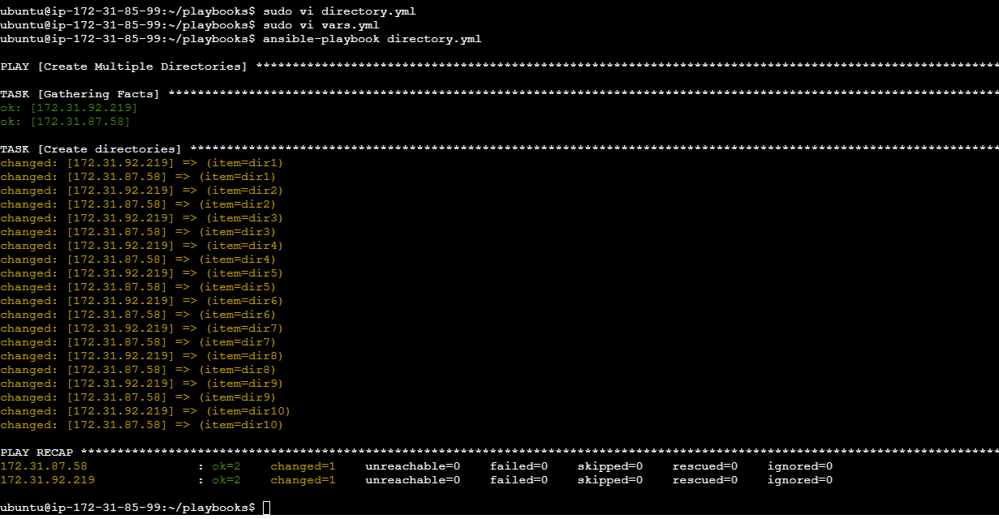 ubuntu@ip-172-31-85-99:~/playbooks$ sudo vi directory.yml
ubuntu@ip-172-31-85-99:~/playbooks$ sudo vi vars.yml
ubuntu@ip-172-31-85-99:~/playbooks$ ansible-playbook directory.yml
PLAY [Create Multiple Directories] ******************************************************************************************************
TASK [Gathering Facts] ******************************************************************************************************************
ok: [172.31.92.219]
ok: [172.31.87.58]
TASK [Create directories] ***************************************************************************************************************
changed: [172.31.92.219] => (item=dir1)
changed: [172.31.87.58] => (item=dir1)
changed: [172.31.92.219] => (item=dir2)
changed: [172.31.87.58] => (item=dir2)
changed: [172.31.92.219] => (item=dir3)
changed: [172.31.87.58] => (item=dir3)
changed: [172.31.92.219] => (item=dir4)
changed: [172.31.87.58] => (item=dir4)
changed: [172.31.92.219] => (item=dir5)
changed: [172.31.87.58] => (item=dir5)
changed: [172.31.92.219] => (item=dir6)
changed: [172.31.87.58] => (item=dir6)
changed: [172.31.92.219] => (item=dir7)
changed: [172.31.87.58] => (item=dir7)
changed: [172.31.92.219] => (item=dir8)
changed: [172.31.87.58] => (item=dir8)
changed: [172.31.92.219] => (item=dir9)
changed: [172.31.87.58] => (item=dir9)
changed: [172.31.92.219] => (item=dir10)
changed: [172.31.87.58] => (item=dir10)
PLAY RECAP ******************************************************************************************************************************
172.31.87.58 : ok=2 changed=1 unreachable=0 failed=0 skipped=0 rescued=0 ignored=0
172.31.92.219 : ok=2 changed=1 unreachable=0 failed=0 skipped=0 rescued=0 ignored=0
ubuntu@ip-172-31-85-99:~/playbooks$